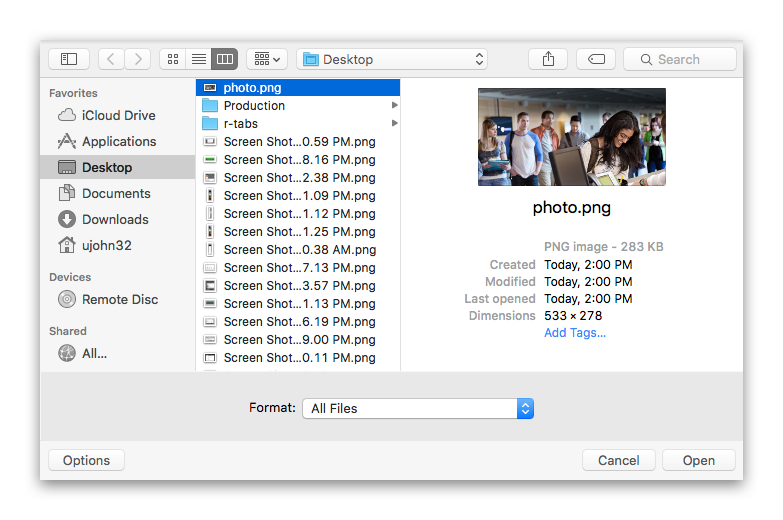 Desktop
Search
Favorites
iCloud Drive
Applications
Desktop
Documents
Downloads
ujohn32
Devices
Remote Disc
Shared
All...
photo.png
Production
r-tabs
Screen Shot...0.59 PM.png
Screen Shot...8.16 PM.png
Screen Shot...2.38 PM.png
Screen Shot...1.09 PM.png
Screen Shot...1.12 PM.png
Screen Shot...1.25 PM.png
Screen Shot...0.38 AM.png
Screen Shot...7.13 PM.png
Screen Shot...3.57 PM.png
Screen Shot...1.13 PM.png
Screen Shot...6.19 PM.png
Screen Shot...9.00 PM.png
Screen Shot...0.11 PM.png
photo.png
PNG image - 283 KB
Created Today, 2:00 PM
Modified Today, 2:00 PM
Last opened Today, 2:00 PM
Dimensions 533 × 278
Add Tags...
Format: All Files
Options
Cancel
Open